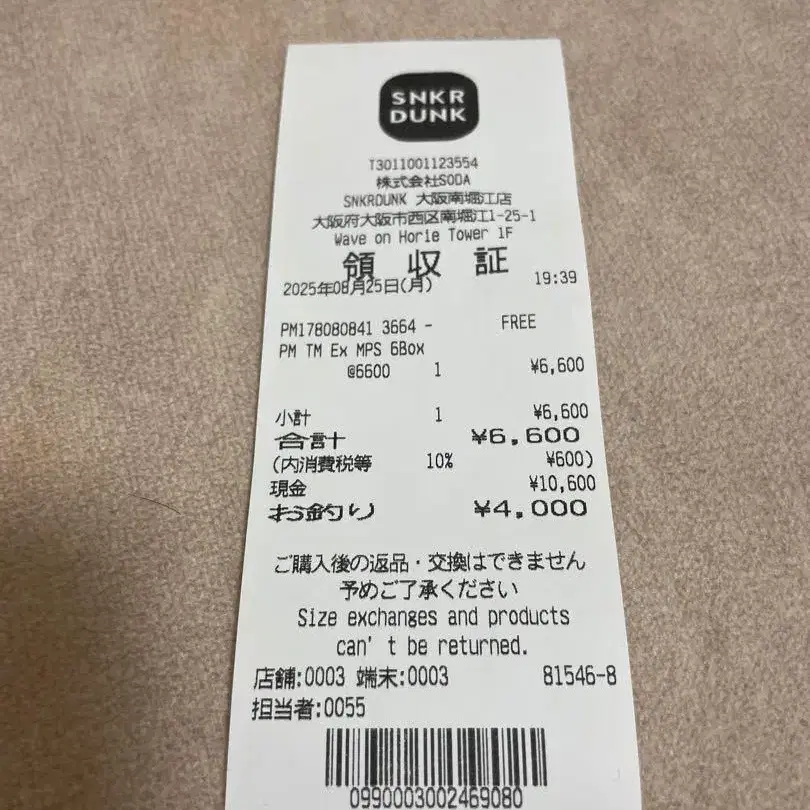 SNKR
DUNK
T3011001123554
株式会社SODA
SNKRDUNK 大阪南堀江店
大阪府大阪市西区南堀江1-25-1
Wave on Horie Tower 1F
領 収 証
2025年08月25日(月) 19:39
PM178080841 3664 - FREE
PM TM Ex MPS 6Box
@6600 1 ¥6,600
小計 1 ¥6,600
合計 ¥6,600
(内消費税等 10% ¥600)
現金 ¥10,600
お釣り ¥4,000
ご購入後の返品・交換はできません
予めご了承ください
Size exchanges and products
can't be returned.
店舗:0003 端末:0003 81546-8
担当者:0055
0990003002469080